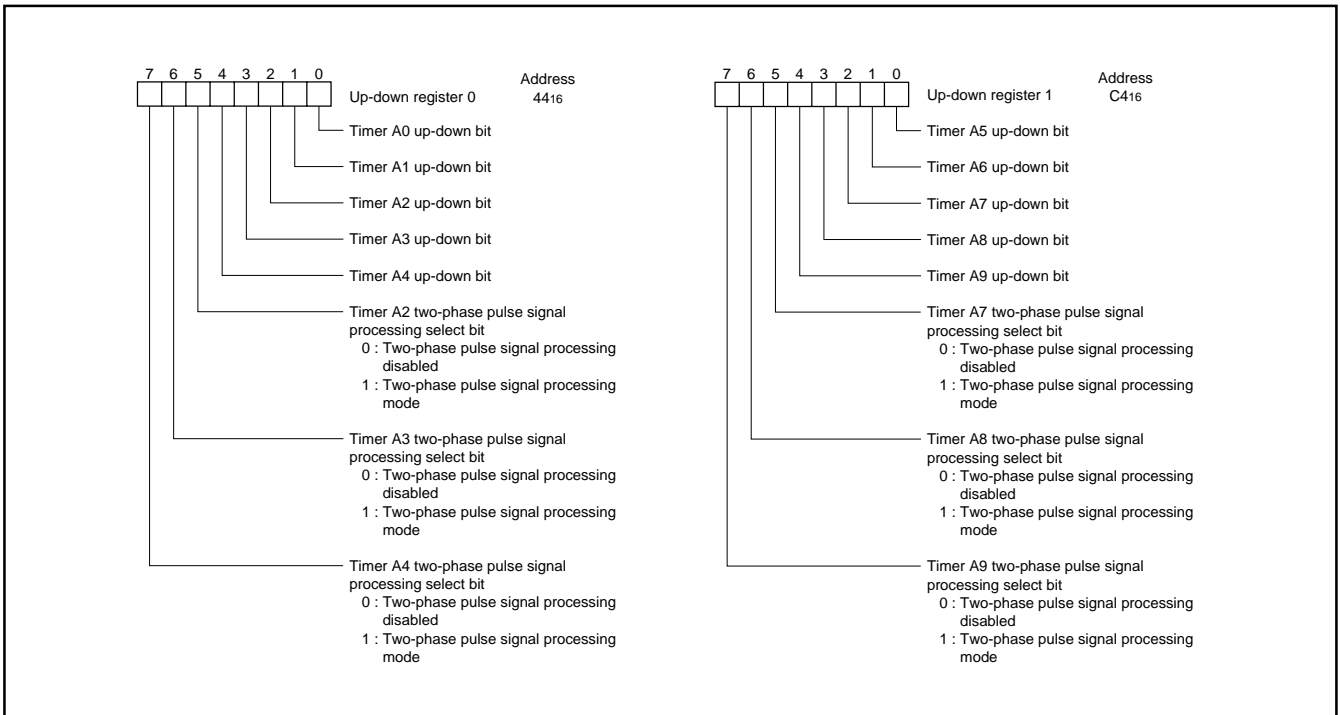 7 6 5 4 3 2 1 0
Address
Up-down register 0 4416
Timer A0 up-down bit
Timer A1 up-down bit
Timer A2 up-down bit
Timer A3 up-down bit
Timer A4 up-down bit
Timer A2 two-phase pulse signal
processing select bit
0 : Two-phase pulse signal processing
disabled
1 : Two-phase pulse signal processing
mode
Timer A3 two-phase pulse signal
processing select bit
0 : Two-phase pulse signal processing
disabled
1 : Two-phase pulse signal processing
mode
Timer A4 two-phase pulse signal
processing select bit
0 : Two-phase pulse signal processing
disabled
1 : Two-phase pulse signal processing
mode
7 6 5 4 3 2 1 0
Address
Up-down register 1 C416
Timer A5 up-down bit
Timer A6 up-down bit
Timer A7 up-down bit
Timer A8 up-down bit
Timer A9 up-down bit
Timer A7 two-phase pulse signal
processing select bit
0 : Two-phase pulse signal processing
disabled
1 : Two-phase pulse signal processing
mode
Timer A8 two-phase pulse signal
processing select bit
0 : Two-phase pulse signal processing
disabled
1 : Two-phase pulse signal processing
mode
Timer A9 two-phase pulse signal
processing select bit
0 : Two-phase pulse signal processing
disabled
1 : Two-phase pulse signal processing
mode